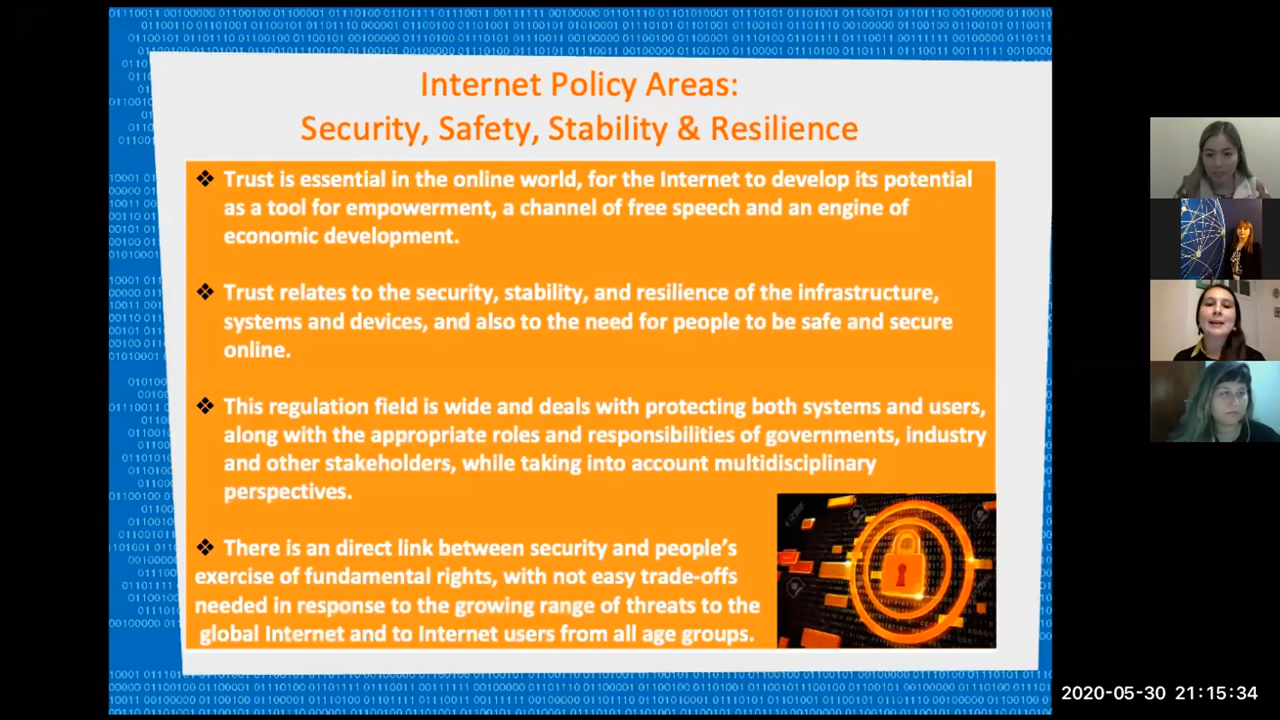 Internet Policy Areas:
Security, Safety, Stability & Resilience
❖ Trust is essential in the online world, for the Internet to develop its potential
as a tool for empowerment, a channel of free speech and an engine of
economic development.
❖ Trust relates to the security, stability, and resilience of the infrastructure,
systems and devices, and also to the need for people to be safe and secure
online.
❖ This regulation field is wide and deals with protecting both systems and users,
along with the appropriate roles and responsibilities of governments, industry
and other stakeholders, while taking into account multidisciplinary
perspectives.
❖ There is an direct link between security and people's
exercise of fundamental rights, with not easy trade-offs
needed in response to the growing range of threats to the
global Internet and to Internet users from all age groups.
2020-05-30 21:15:34